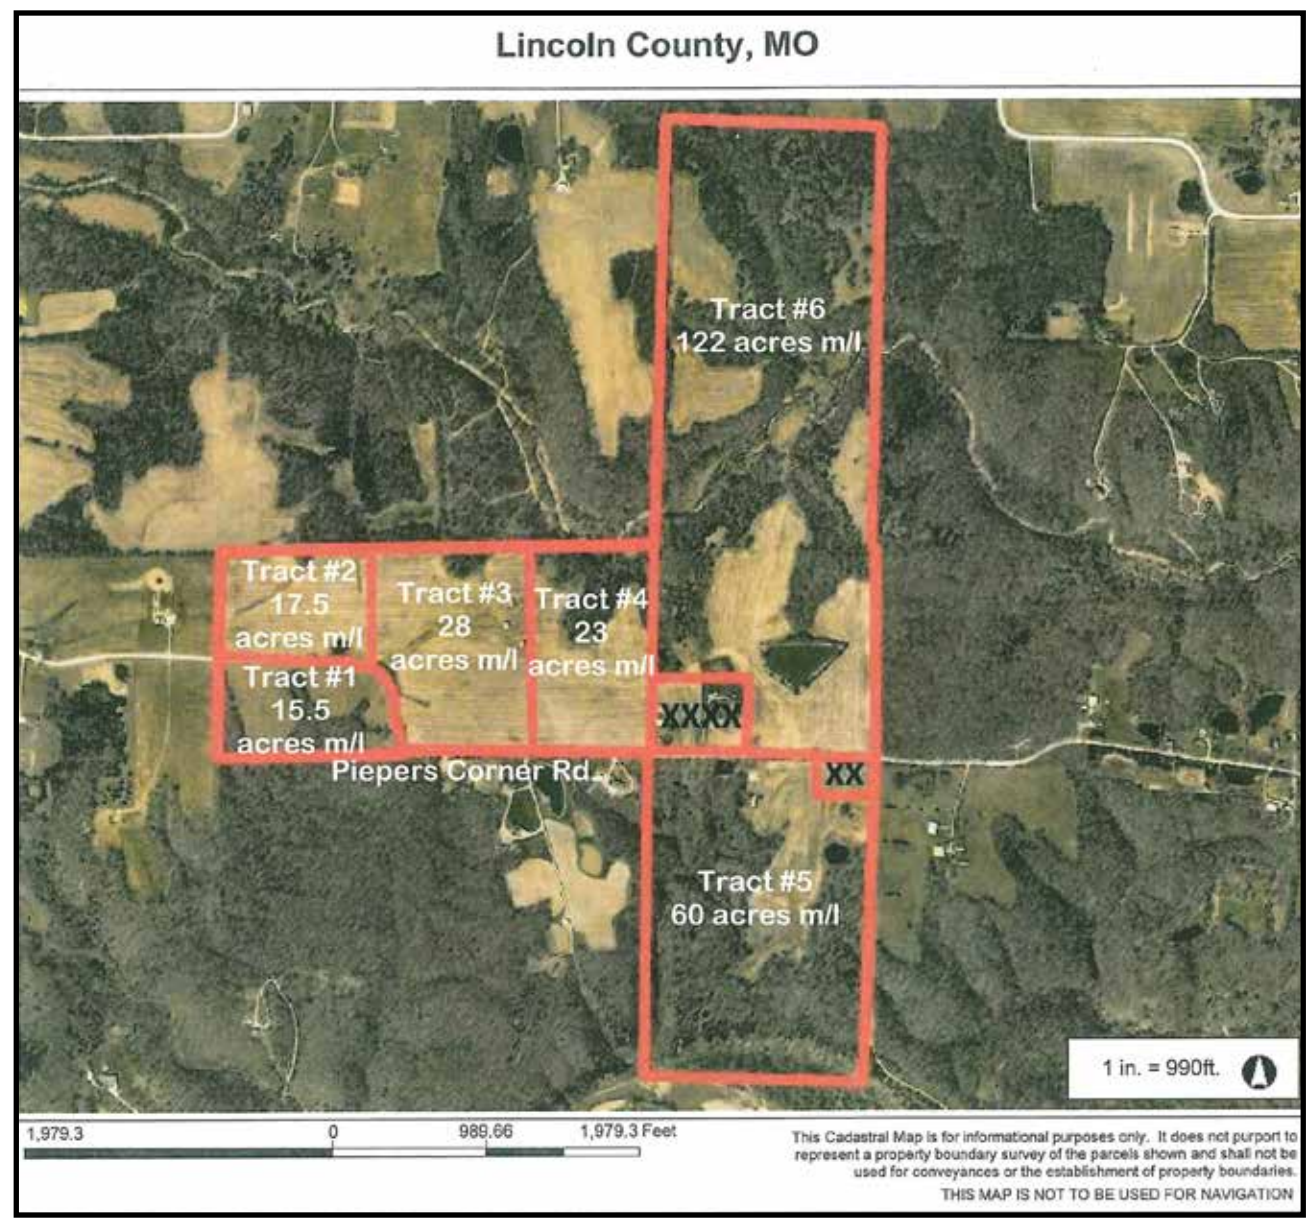 Lincoln County, MO
Tract #6
122 acres m/l
Tract #2
17.5
acres m/l
Tract #3
28
acres m/l
Tract #4
23
acres m/l
Tract #1
15.5
acres m/l
XXXX
Piepers Corner Rd.
XX
Tract #5
60 acres m/l
1 in. = 990ft.
1,979.3
0
989.66
1,979.3 Feet
This Cadastral Map is for informational purposes only. It does not purport to
represent a property boundary survey of the parcels shown and shall not be
used for conveyances or the establishment of property boundaries.
THIS MAP IS NOT TO BE USED FOR NAVIGATION